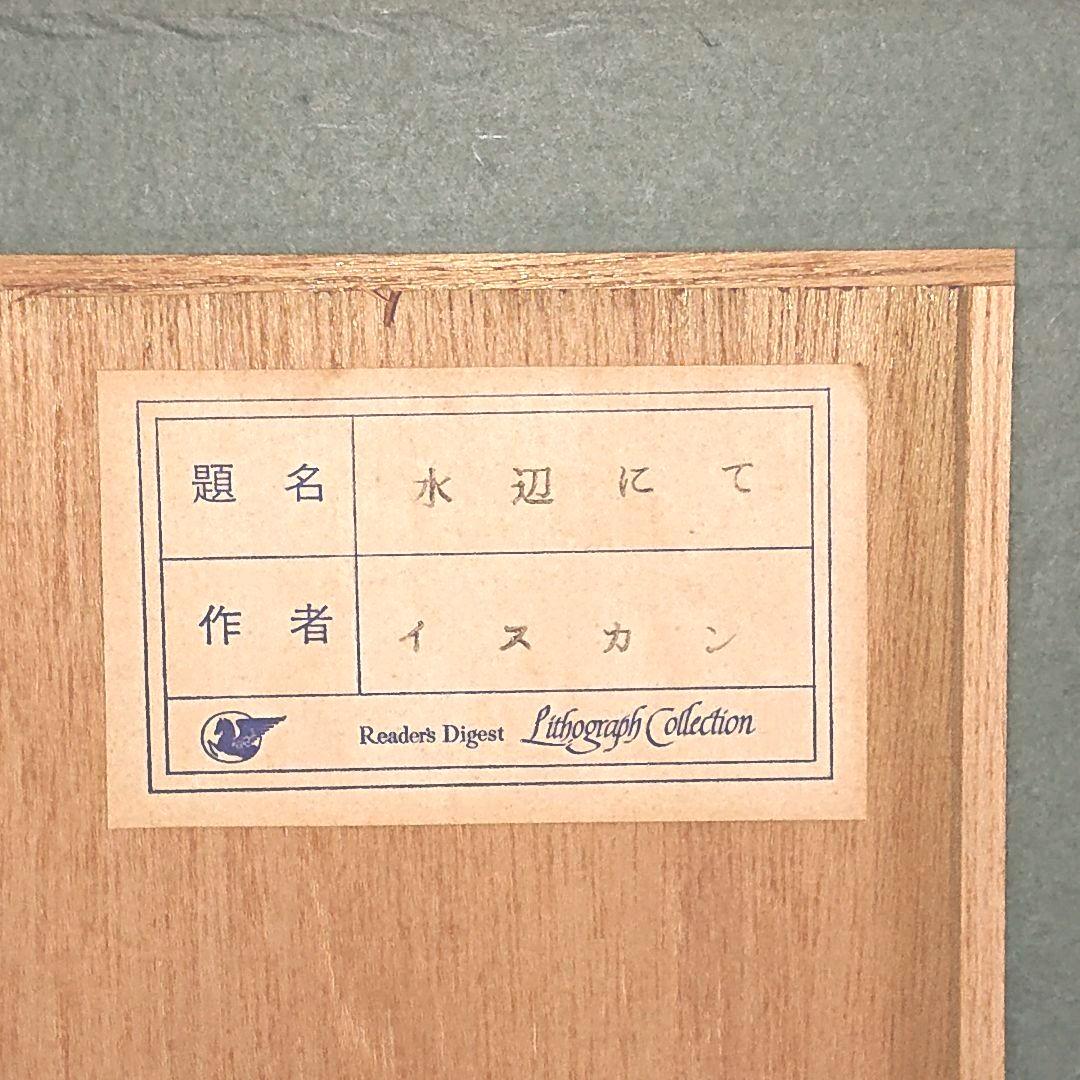 題名 水辺にて
作者 イスカン
Reader's Digest Lithograph Collection